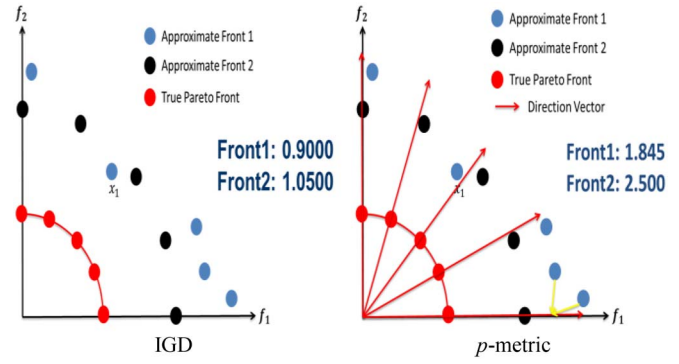 f₂
Approximate Front 1
Approximate Front 2
True Pareto Front
Front1: 0.9000
Front2: 1.0500
x₁
f₁
IGD
f₂
Approximate Front 1
Approximate Front 2
True Pareto Front
Direction Vector
Front1: 1.845
Front2: 2.500
x₁
f₁
p-metric